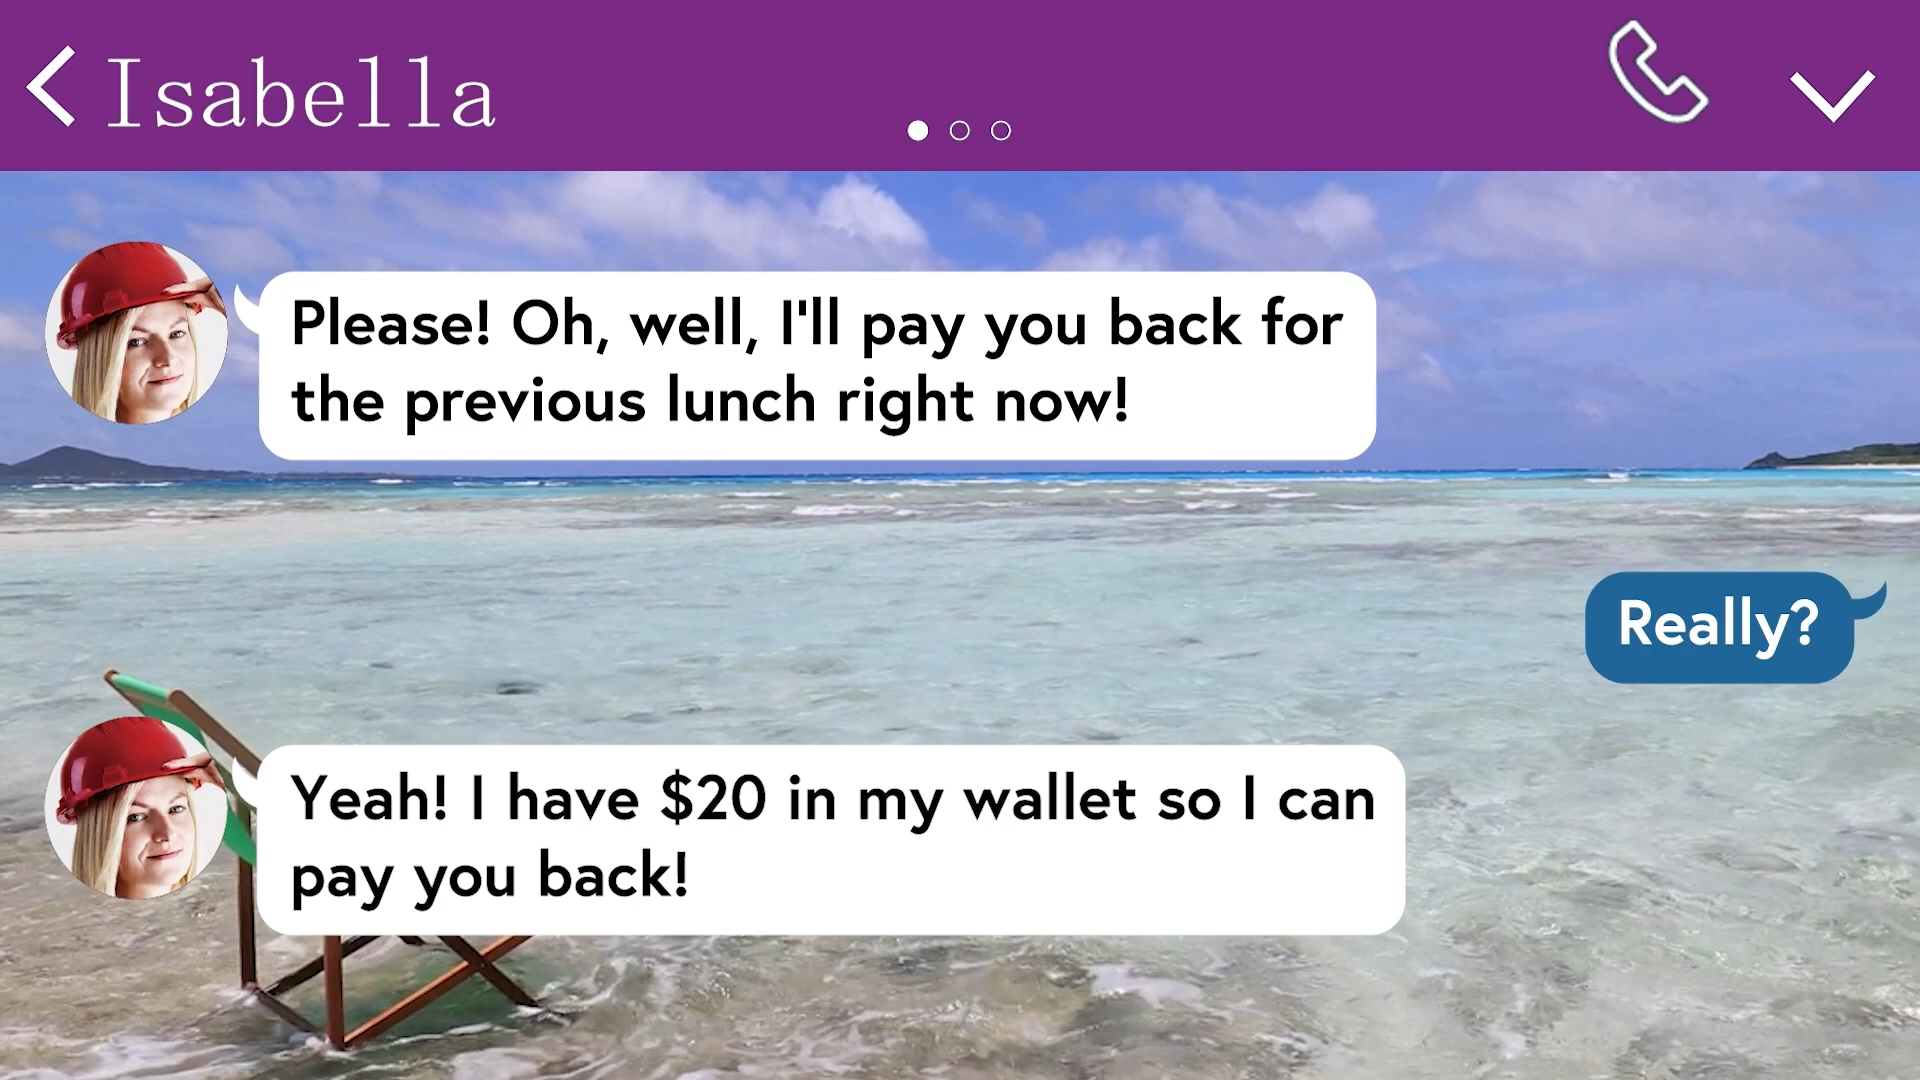 Isabella
Please! Oh, well, I'll pay you back for
the previous lunch right now!
Really?
Yeah! I have $20 in my wallet so I can
pay you back!